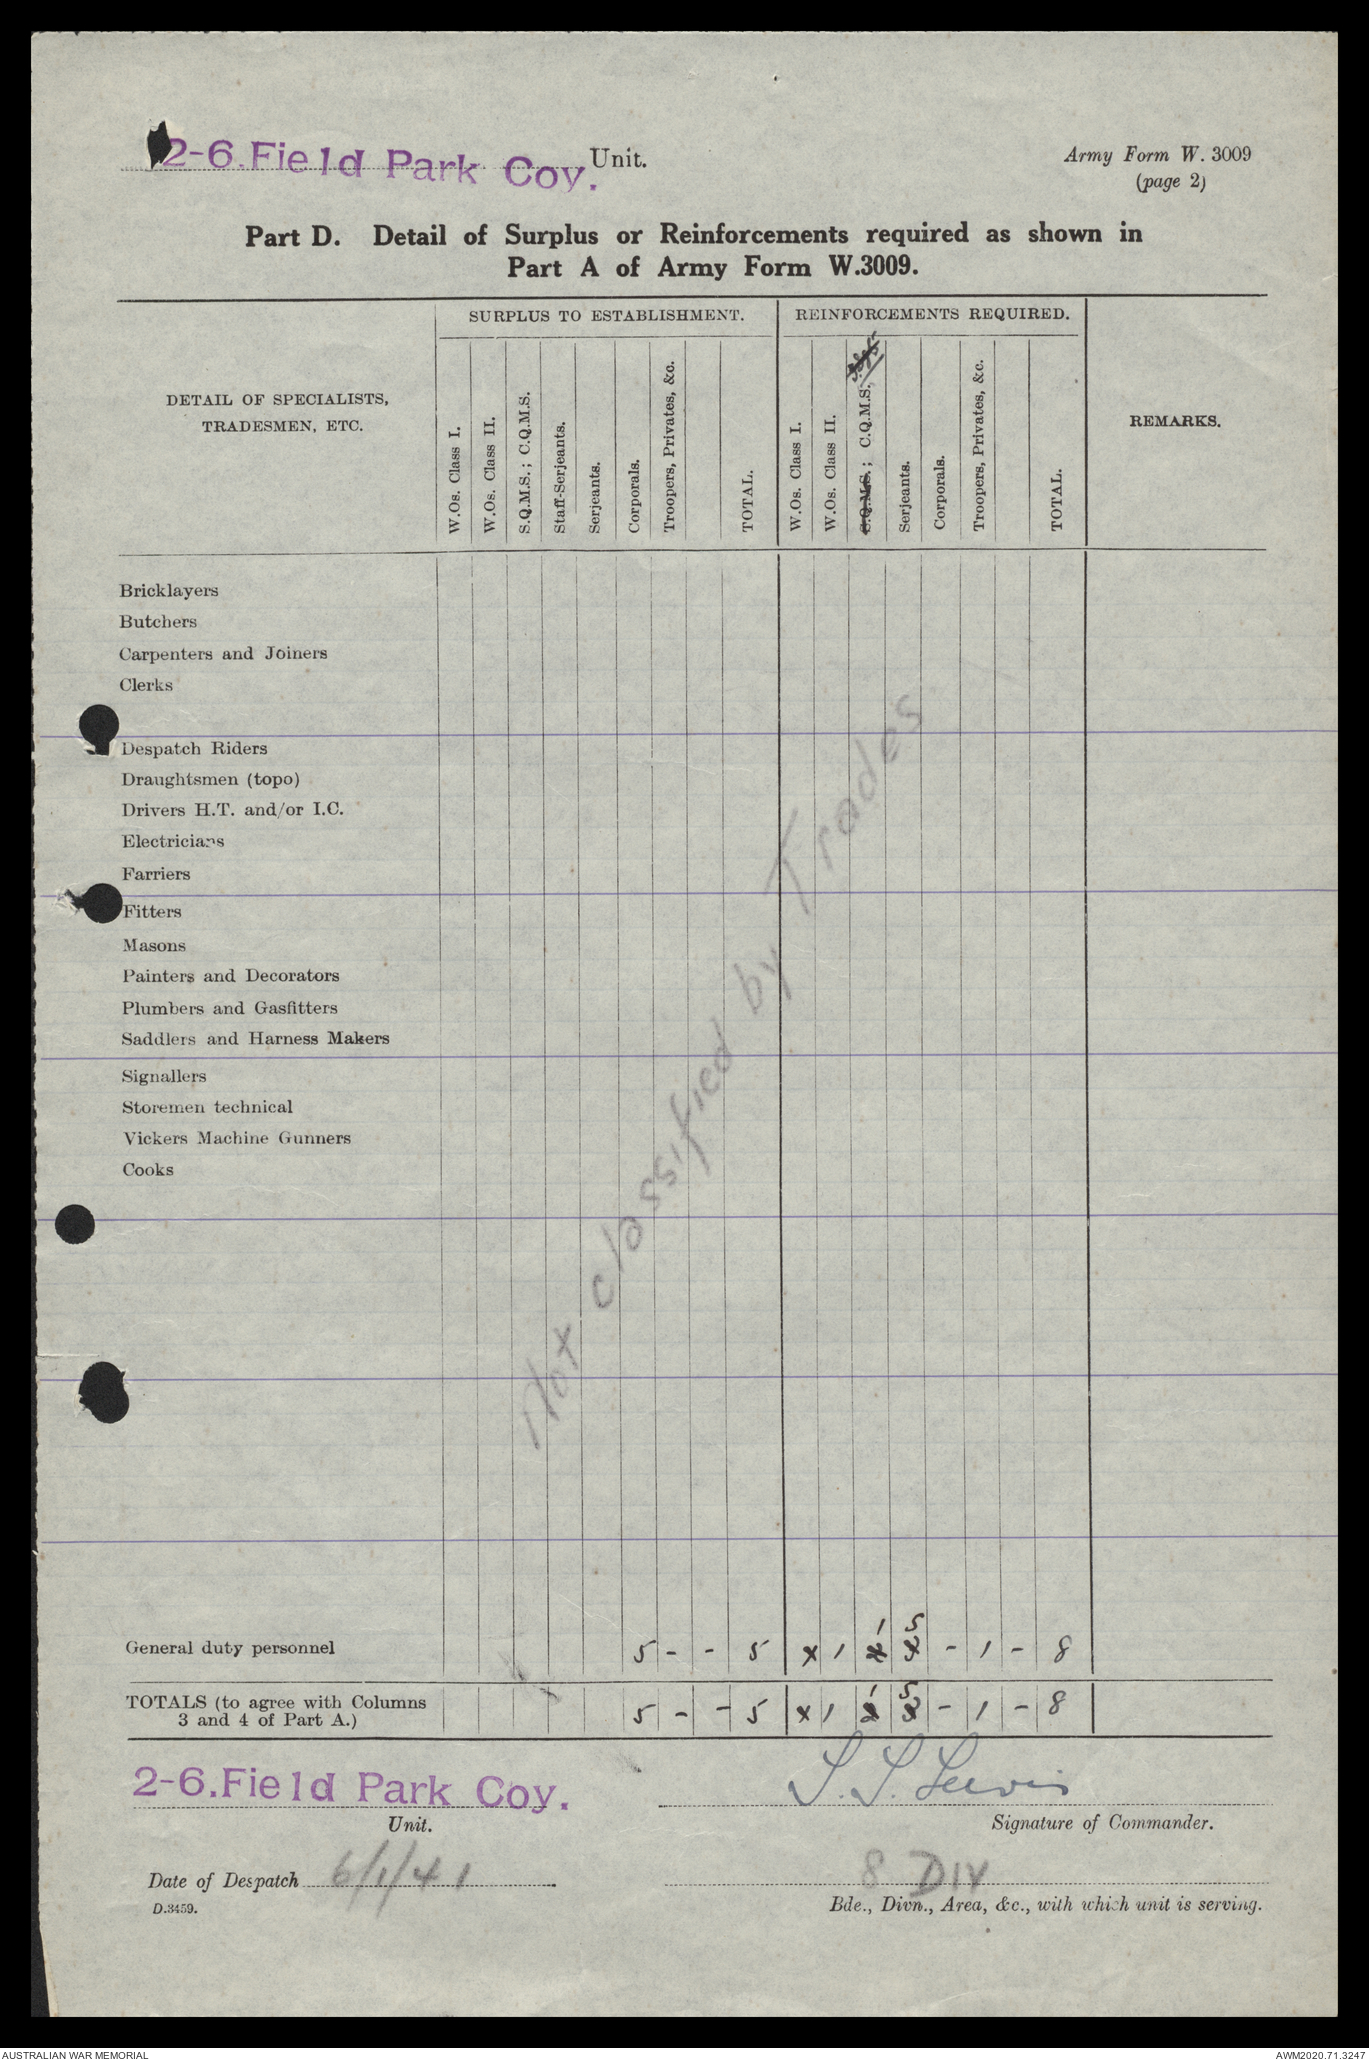 2-6.Field Park Coy. Unit.
Army Form W. 3009
(page 2)
Part D. Detail of Surplus or Reinforcements required as shown in
Part A of Army Form W.3009.
DETAIL OF SPECIALISTS,
TRADESMEN, ETC.
SURPLUS TO ESTABLISHMENT.
W.Os. Class I.
W.Os. Class II.
S.Q.M.S.; C.Q.M.S.
Staff-Serjeants.
Serjeants.
Corporals.
Troopers, Privates, &c.
TOTAL.
REINFORCEMENTS REQUIRED.
W.Os. Class I.
W.Os. Class II.
S.Q.M.S.; C.Q.M.S.
Serjeants.
Corporals.
Troopers, Privates, &c.
TOTAL.
REMARKS.
Bricklayers
Butchers
Carpenters and Joiners
Clerks
Despatch Riders
Draughtsmen (topo)
Drivers H.T. and/or I.C.
Electricians
Farriers
Fitters
Masons
Painters and Decorators
Plumbers and Gasfitters
Saddlers and Harness Makers
Signallers
Storemen technical
Vickers Machine Gunners
Cooks
Not classified by Trades
General duty personnel 5 - - 5 x 1 1 5 - 1 - 8
TOTALS (to agree with Columns
3 and 4 of Part A.) 5 - - 5 x 1 1 5 - 1 - 8
2-6.Field Park Coy.
Unit.
Signature of Commander.
Date of Despatch 6/1/41
8 DIV
D.3459.
Bde., Divn., Area, &c., with which unit is serving.
AUSTRALIAN WAR MEMORIAL
AWM2020.71.3247